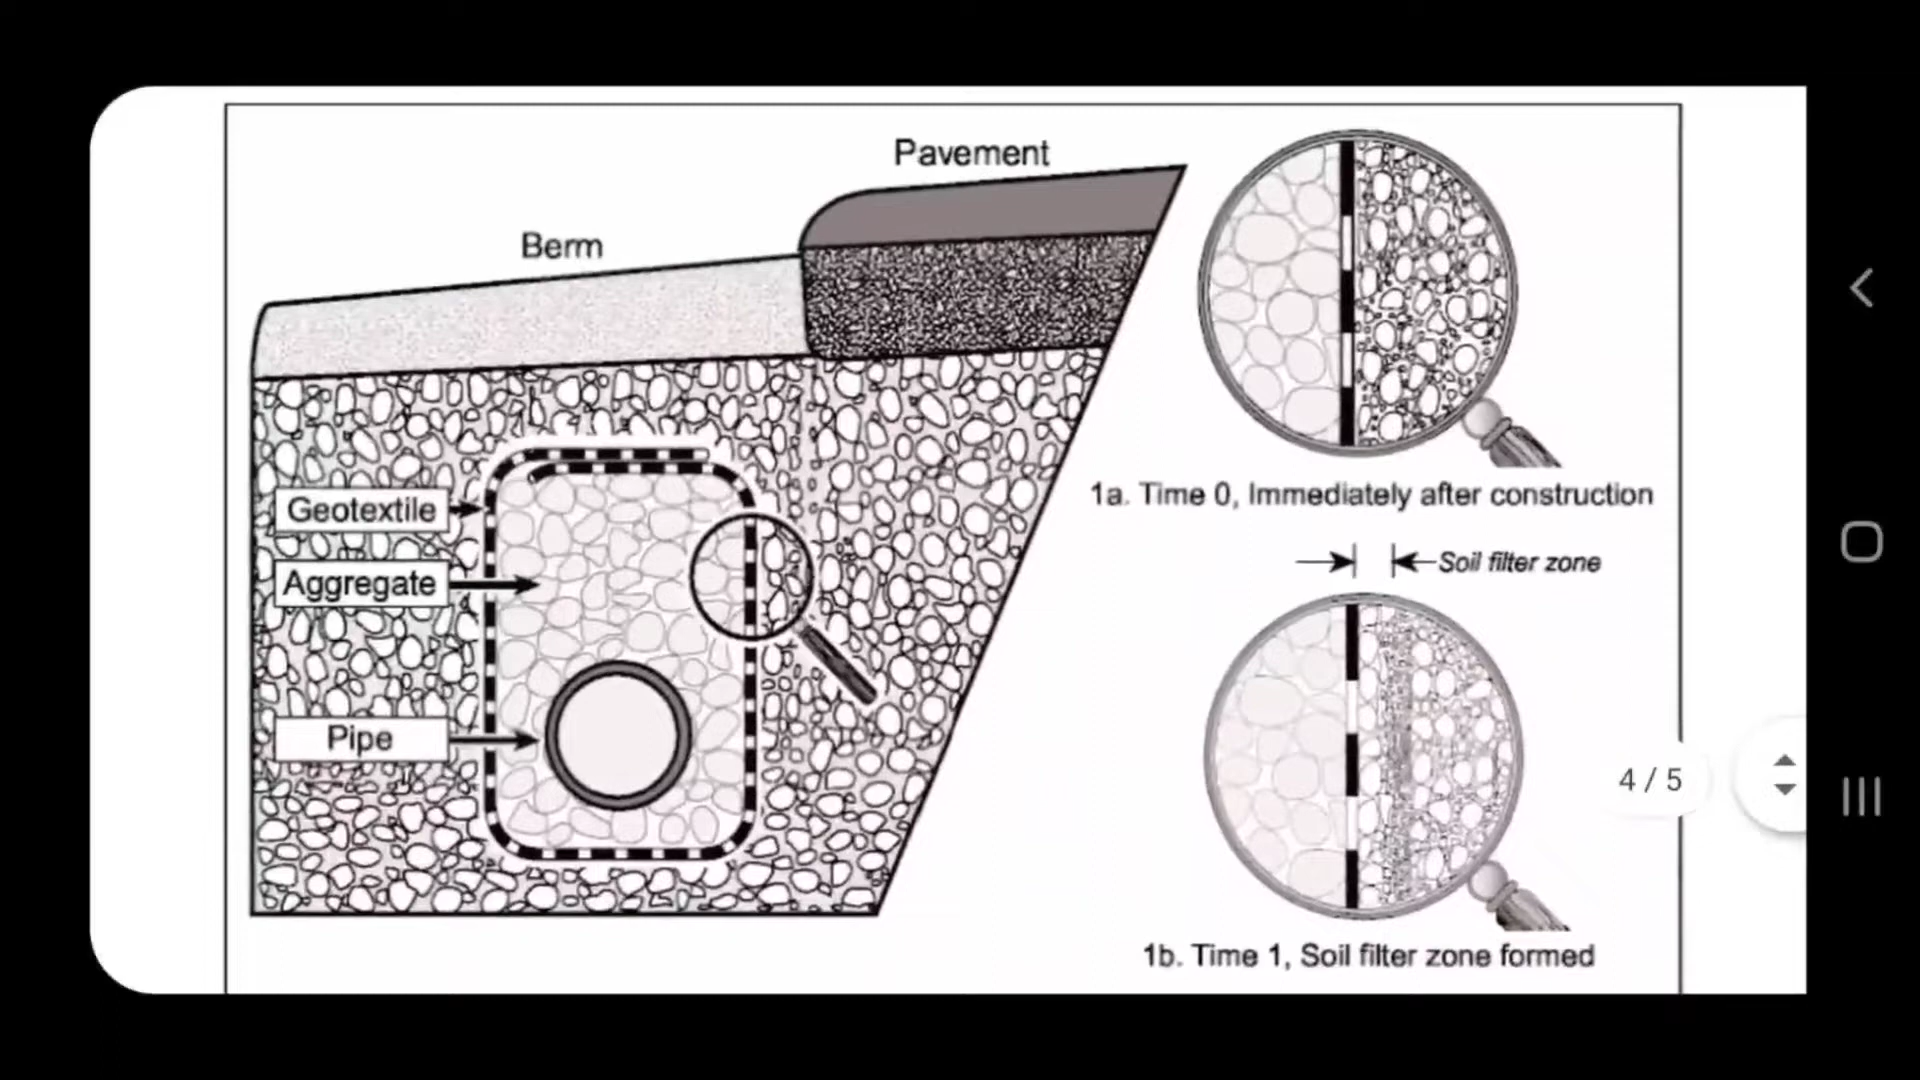 Pavement
Berm
Geotextile
Aggregate
Pipe
1a. Time 0, Immediately after construction
Soil filter zone
1b. Time 1, Soil filter zone formed
4 / 5